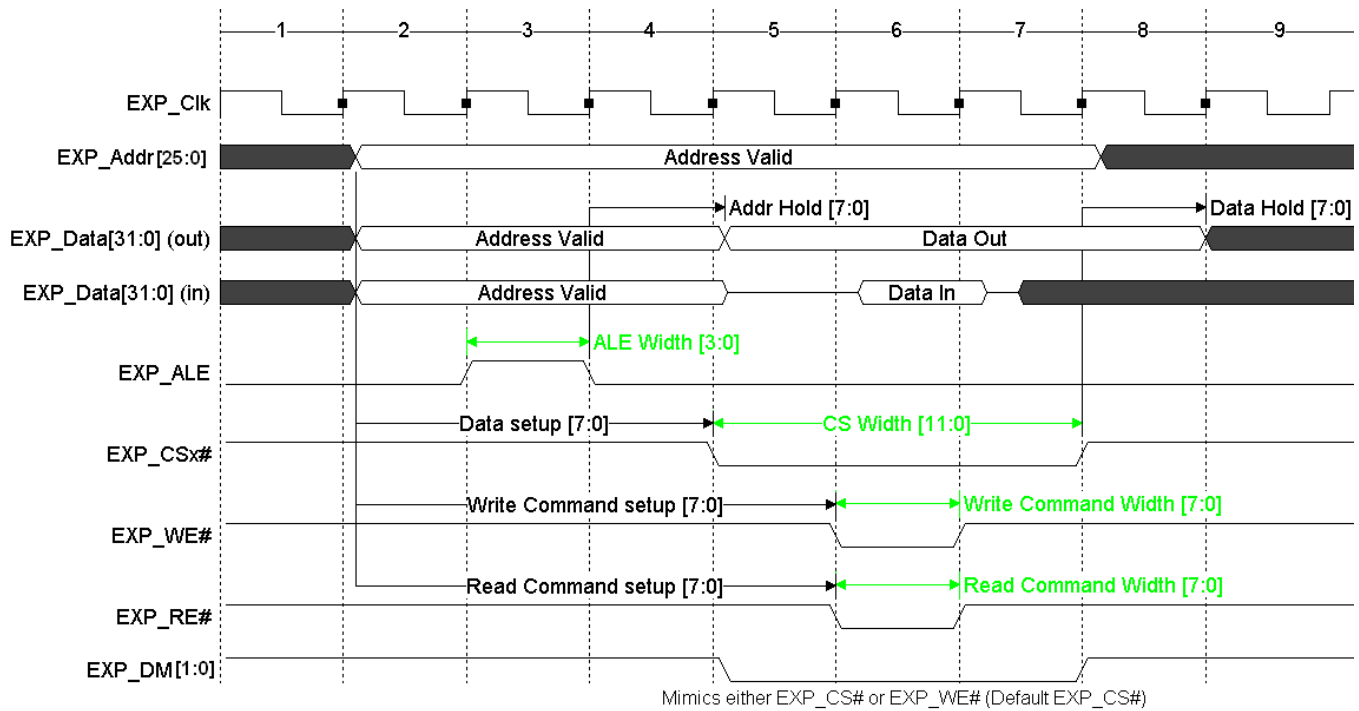 1 2 3 4 5 6 7 8 9
EXP_Clk
EXP_Addr[25:0] Address Valid
Addr Hold [7:0] Data Hold [7:0]
EXP_Data[31:0] (out) Address Valid Data Out
EXP_Data[31:0] (in) Address Valid Data In
ALE Width [3:0]
EXP_ALE
Data setup [7:0] CS Width [11:0]
EXP_CSx#
Write Command setup [7:0] Write Command Width [7:0]
EXP_WE#
Read Command setup [7:0] Read Command Width [7:0]
EXP_RE#
EXP_DM[1:0]
Mimics either EXP_CS# or EXP_WE# (Default EXP_CS#)